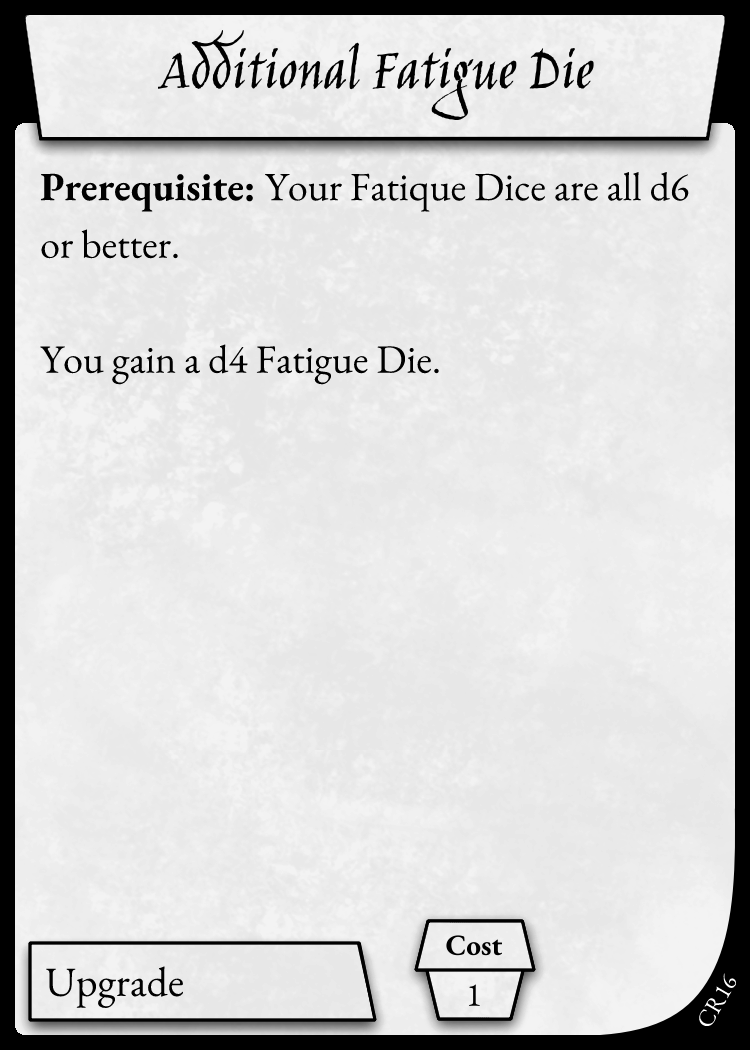 Additional Fatigue Die
Prerequisite: Your Fatique Dice are all d6
or better.
You gain a d4 Fatigue Die.
Upgrade
Cost
1
CR16